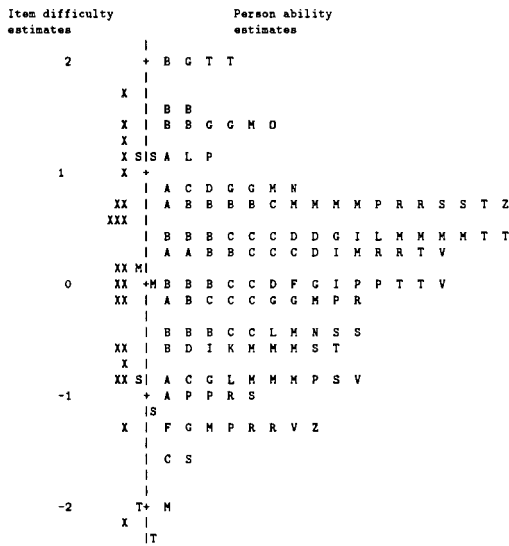 Item difficulty Person ability
estimates estimates
|
2 + B G T T
|
X |
| B B
X | B B G G M O
X |
X S|S A L P
1 X +
| A C D G G M N
XX | A B B B B C M M M M P R R S S T Z
XXX |
| B B B C C C D D G I L M M M M T T
| A A B B C C C D I M R R T V
XX M|
0 XX +M B B B C C D F G I P P T T V
XX | A B C C C G G M P R
|
| B B B C C L M N S S
XX | B D I K M M M S T
X |
XX S| A C G L M M M P S V
-1 + A P P R S
|S
X | F G M P R R V Z
|
| C S
|
|
-2 T+ M
X |
|T